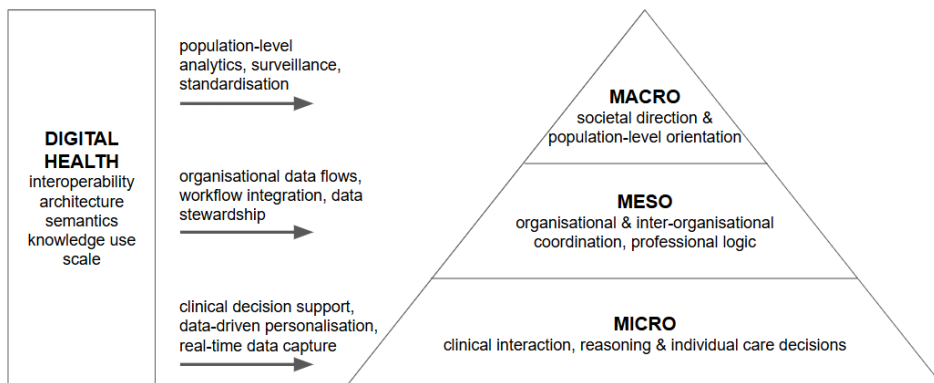 DIGITAL
HEALTH
interoperability
architecture
semantics
knowledge use
scale
population-level
analytics, surveillance,
standardisation
organisational data flows,
workflow integration, data
stewardship
clinical decision support,
data-driven personalisation,
real-time data capture
MACRO
societal direction &
population-level orientation
MESO
organisational & inter-organisational
coordination, professional logic
MICRO
clinical interaction, reasoning & individual care decisions